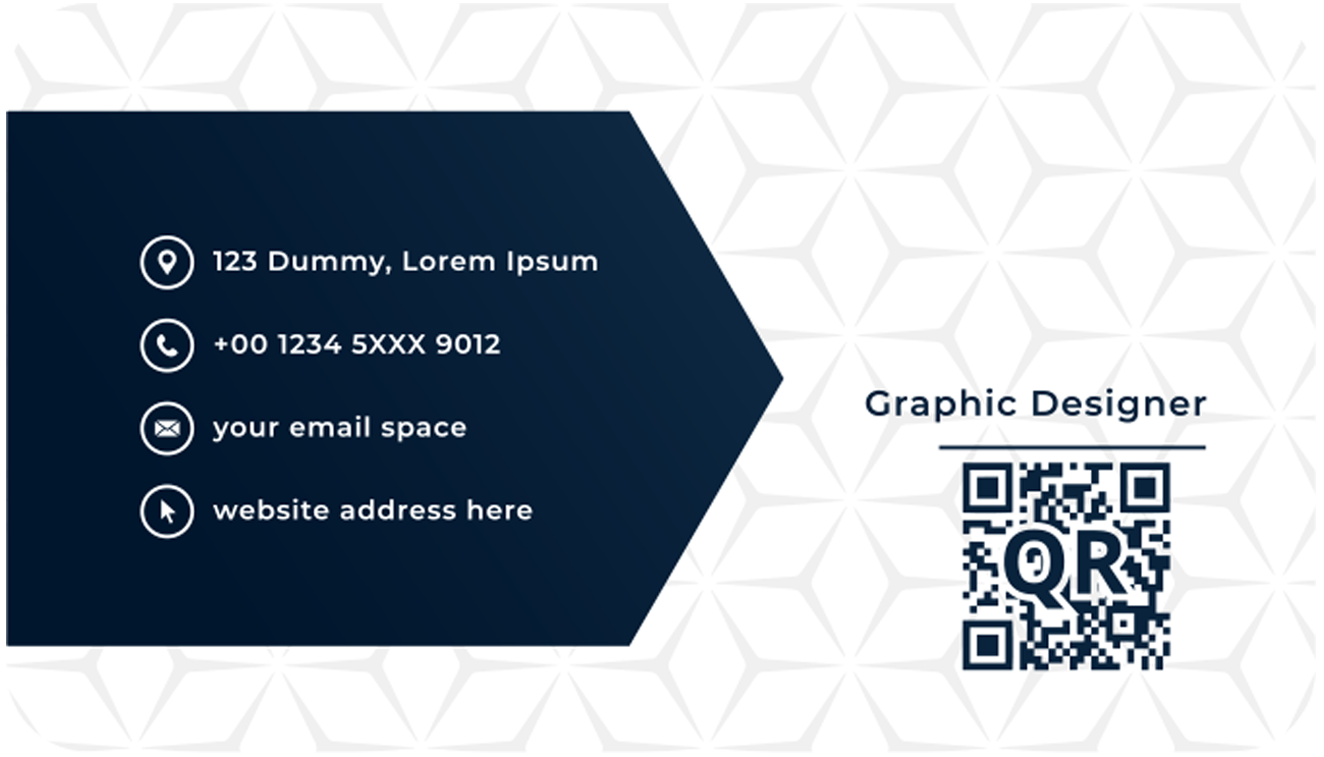 123 Dummy, Lorem Ipsum
+00 1234 5XXX 9012
your email space
website address here
Graphic Designer
QR